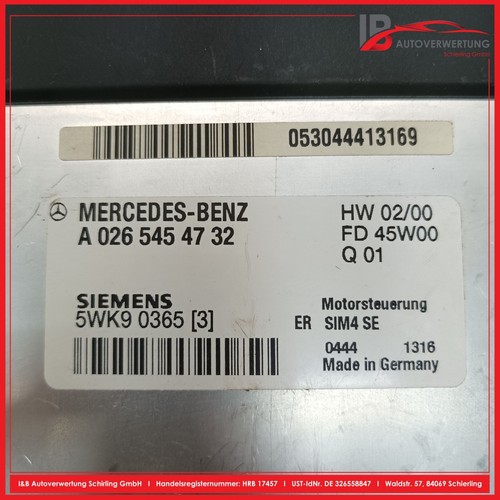 I&B
AUTOVERWERTUNG
Schirling GmbH
053044413169
MERCEDES-BENZ
A 026 545 47 32
HW 02/00
FD 45W00
Q 01
SIEMENS
5WK9 0365 [3]
Motorsteuerung
ER SIM4 SE
0444 1316
Made in Germany
I&B Autoverwertung Schirling GmbH | Handelsregisternummer: HRB 17457 | UST-IdNr. DE 326558847 | Waldstr. 57, 84069 Schierling